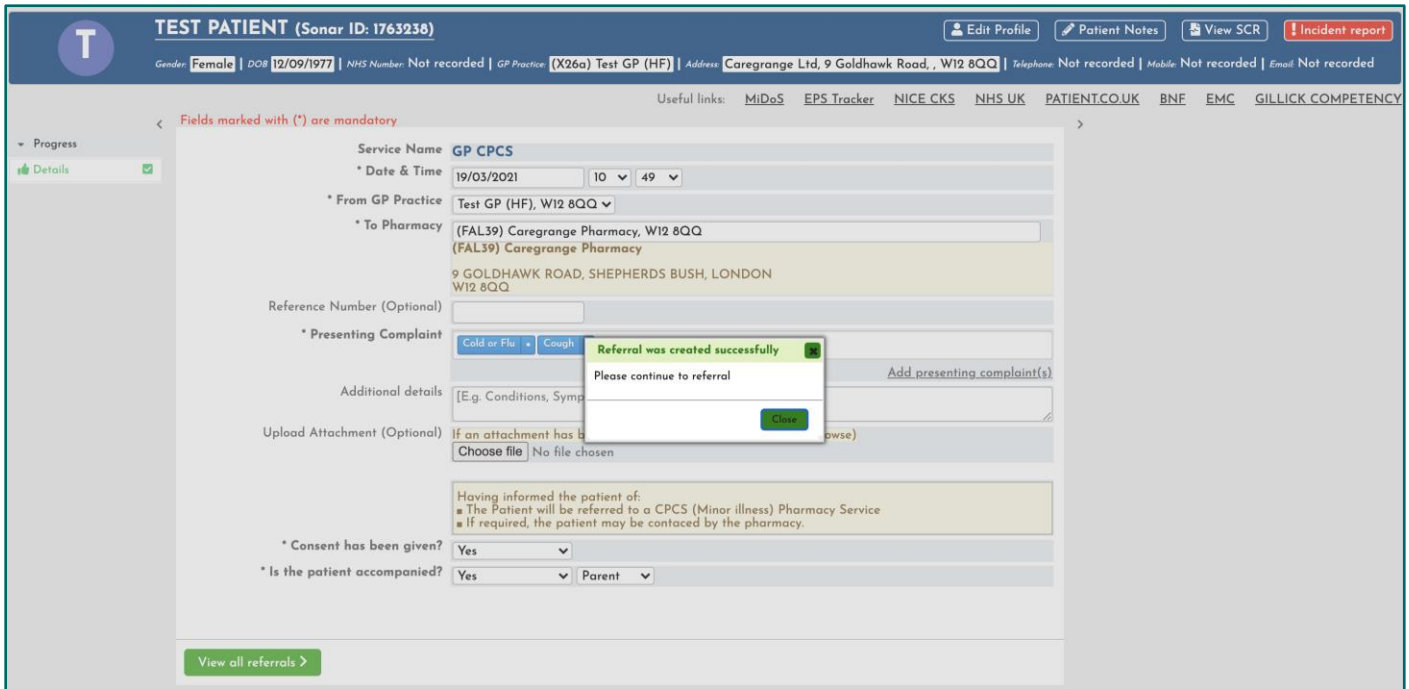 T
TEST PATIENT (Sonar ID: 1763238)
Edit Profile
Patient Notes
View SCR
! Incident report
Gender: Female | DOB 12/09/1977 | NHS Number: Not recorded | GP Practice: (X26a) Test GP (HF) | Address: Caregrange Ltd, 9 Goldhawk Road, , W12 8QQ | Telephone: Not recorded | Mobile: Not recorded | Email: Not recorded
Useful links: MiDoS EPS Tracker NICE CKS NHS UK PATIENT.CO.UK BNF EMC GILLICK COMPETENCY
Fields marked with (*) are mandatory
Progress
Details
Service Name GP CPCS
* Date & Time 19/03/2021 10 49
* From GP Practice Test GP (HF), W12 8QQ
* To Pharmacy (FAL39) Caregrange Pharmacy, W12 8QQ
(FAL39) Caregrange Pharmacy
9 GOLDHAWK ROAD, SHEPHERDS BUSH, LONDON
W12 8QQ
Reference Number (Optional)
* Presenting Complaint Cold or Flu Cough
Referral was created successfully
Please continue to referral
Close
Add presenting complaint(s)
Additional details [E.g. Conditions, Symp
Upload Attachment (Optional) If an attachment has b owse)
Choose file No file chosen
Having informed the patient of:
▪ The Patient will be referred to a CPCS (Minor illness) Pharmacy Service
▪ If required, the patient may be contaced by the pharmacy.
* Consent has been given? Yes
* Is the patient accompanied? Yes Parent
View all referrals >